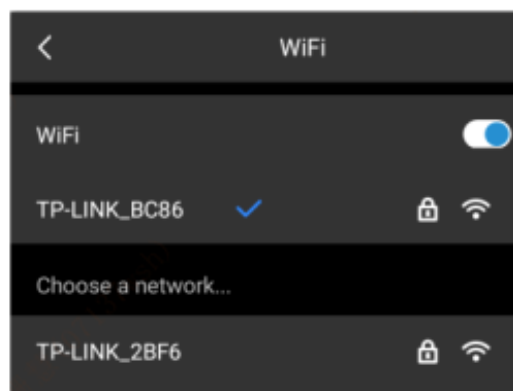 WiFi
WiFi
TP-LINK_BC86
Choose a network...
TP-LINK_2BF6